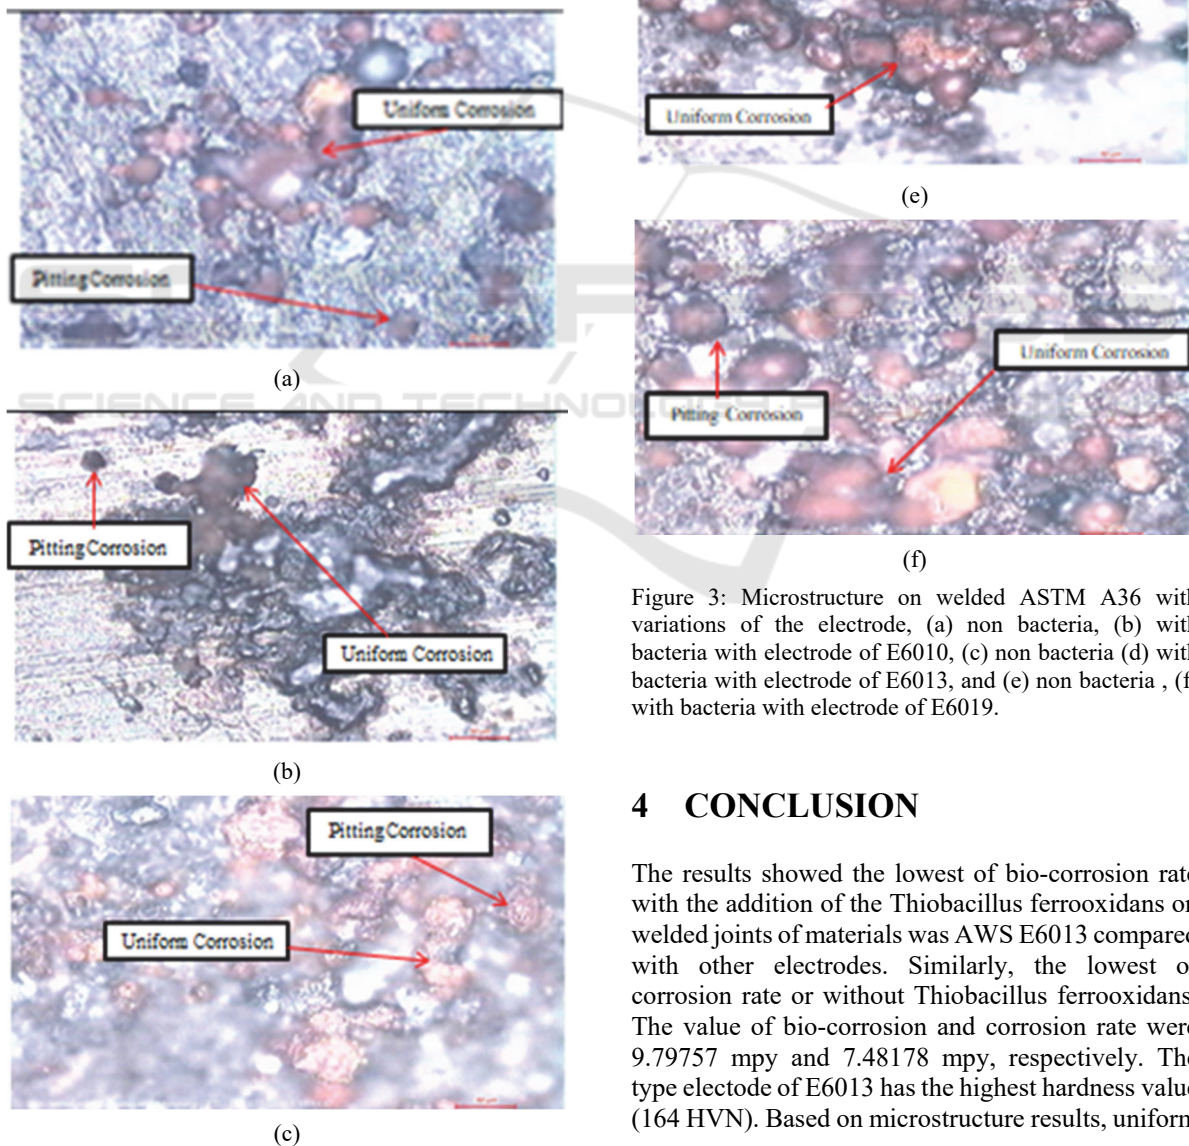 Uniform Corrosion
Pitting Corrosion
(a)
Pitting Corrosion
Uniform Corrosion
(b)
Pitting Corrosion
Uniform Corrosion
(c)
Uniform Corrosion
(e)
Uniform Corrosion
Pitting Corrosion
(f)
SCIENCE AND TECHNOLOGY
Figure 3: Microstructure on welded ASTM A36 with
variations of the electrode, (a) non bacteria, (b) with
bacteria with electrode of E6010, (c) non bacteria (d) with
bacteria with electrode of E6013, and (e) non bacteria , (f
with bacteria with electrode of E6019.
4 CONCLUSION
The results showed the lowest of bio-corrosion rate
with the addition of the Thiobacillus ferrooxidans on
welded joints of materials was AWS E6013 compared
with other electrodes. Similarly, the lowest o
corrosion rate or without Thiobacillus ferrooxidans
The value of bio-corrosion and corrosion rate were
9.79757 mpy and 7.48178 mpy, respectively. The
type electode of E6013 has the highest hardness value
(164 HVN). Based on microstructure results, uniform